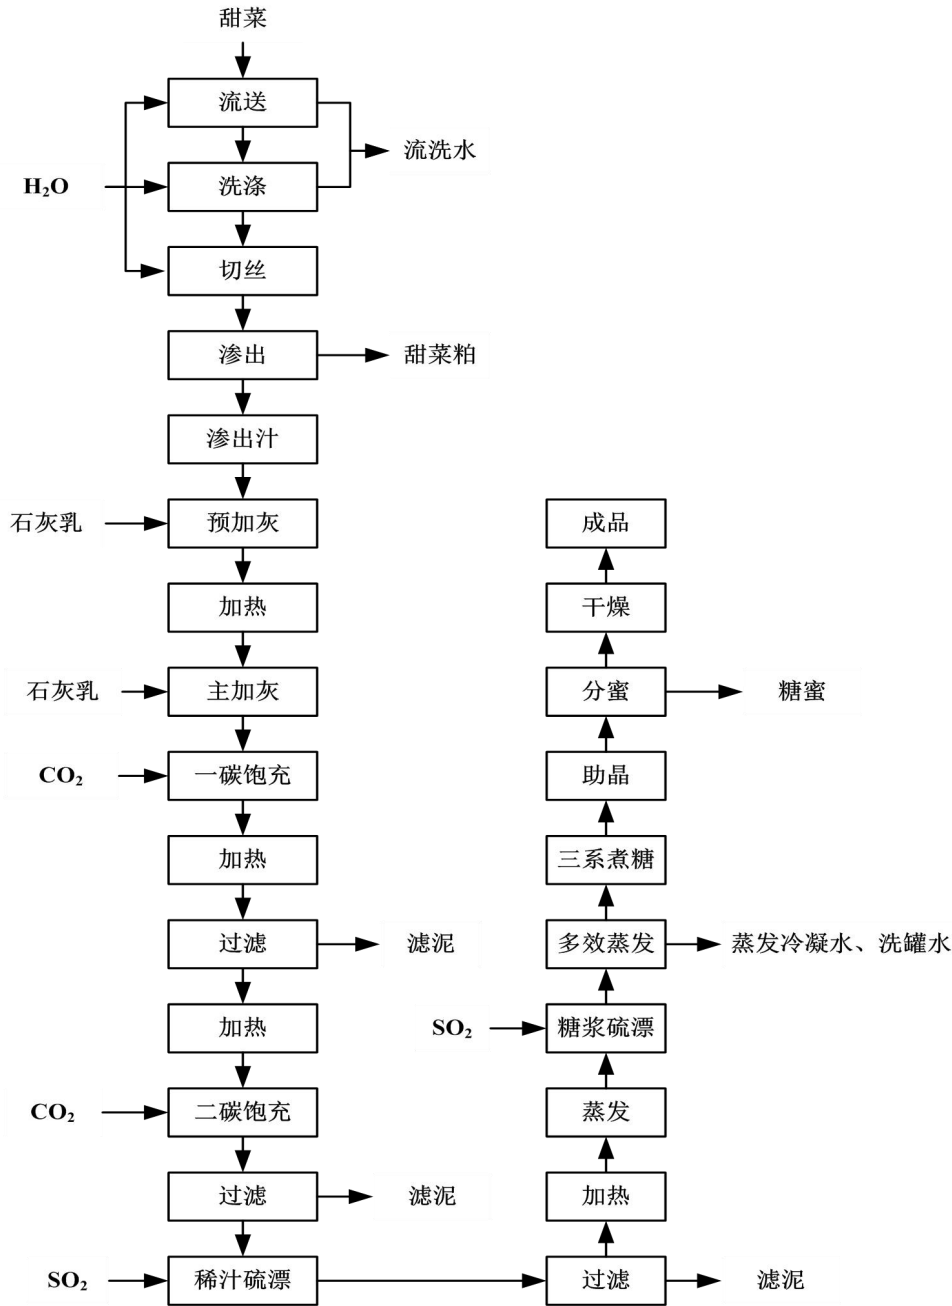 甜菜
流送
流洗水
H₂O
洗涤
切丝
渗出
甜菜粕
渗出汁
石灰乳
预加灰
加热
石灰乳
主加灰
CO₂
一碳饱充
加热
过滤
滤泥
加热
CO₂
二碳饱充
过滤
滤泥
SO₂
稀汁硫漂
过滤
滤泥
加热
蒸发
SO₂
糖浆硫漂
多效蒸发
蒸发冷凝水、洗罐水
三系煮糖
助晶
分蜜
糖蜜
干燥
成品